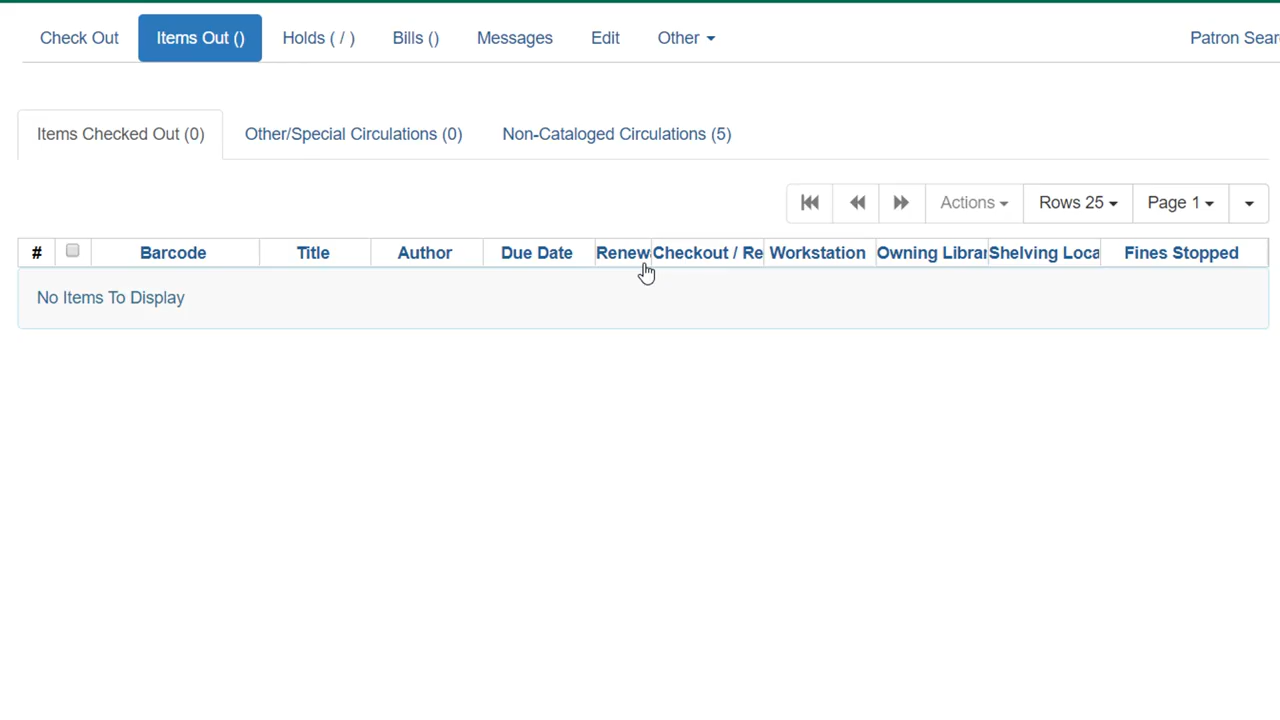 Check Out Items Out () Holds ( / ) Bills () Messages Edit Other Patron Sear
Items Checked Out (0) Other/Special Circulations (0) Non-Cataloged Circulations (5)
Actions Rows 25 Page 1
# Barcode Title Author Due Date Renew Checkout / Re Workstation Owning Librar Shelving Loca Fines Stopped
No Items To Display